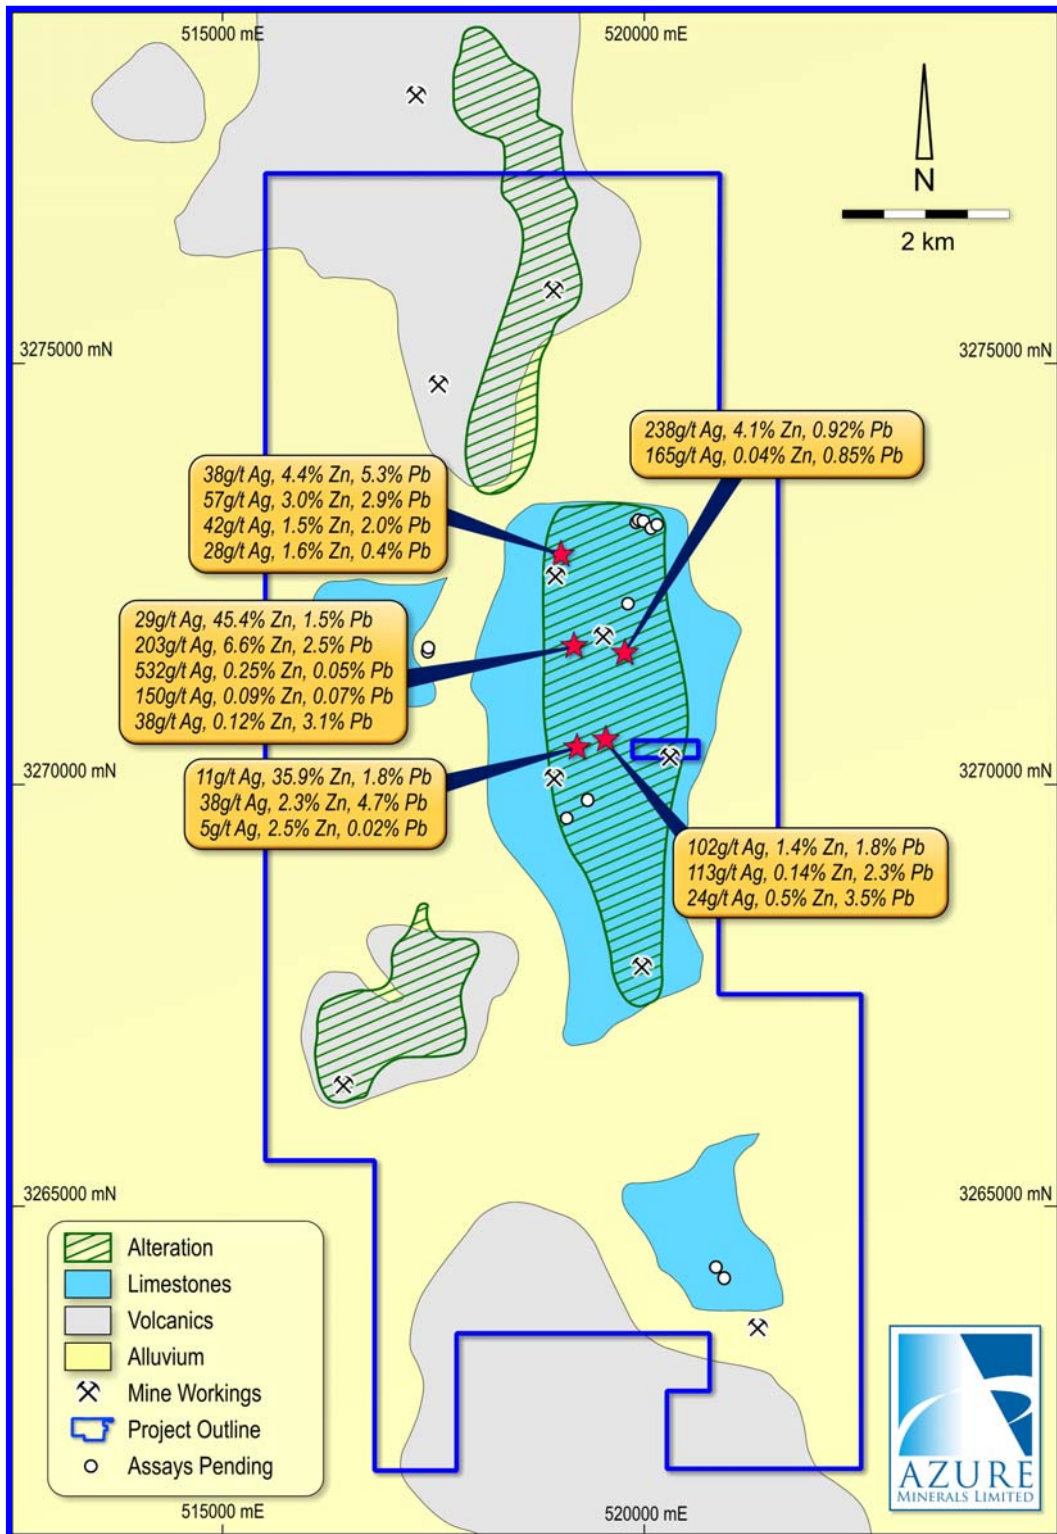 515000 mE
520000 mE
N
2 km
3275000 mN
3275000 mN
238g/t Ag, 4.1% Zn, 0.92% Pb
165g/t Ag, 0.04% Zn, 0.85% Pb
38g/t Ag, 4.4% Zn, 5.3% Pb
57g/t Ag, 3.0% Zn, 2.9% Pb
42g/t Ag, 1.5% Zn, 2.0% Pb
28g/t Ag, 1.6% Zn, 0.4% Pb
29g/t Ag, 45.4% Zn, 1.5% Pb
203g/t Ag, 6.6% Zn, 2.5% Pb
532g/t Ag, 0.25% Zn, 0.05% Pb
150g/t Ag, 0.09% Zn, 0.07% Pb
38g/t Ag, 0.12% Zn, 3.1% Pb
3270000 mN
3270000 mN
11g/t Ag, 35.9% Zn, 1.8% Pb
38g/t Ag, 2.3% Zn, 4.7% Pb
5g/t Ag, 2.5% Zn, 0.02% Pb
102g/t Ag, 1.4% Zn, 1.8% Pb
113g/t Ag, 0.14% Zn, 2.3% Pb
24g/t Ag, 0.5% Zn, 3.5% Pb
3265000 mN
3265000 mN
Alteration
Limestones
Volcanics
Alluvium
Mine Workings
Project Outline
Assays Pending
AZURE
MINERALS LIMITED
515000 mE
520000 mE